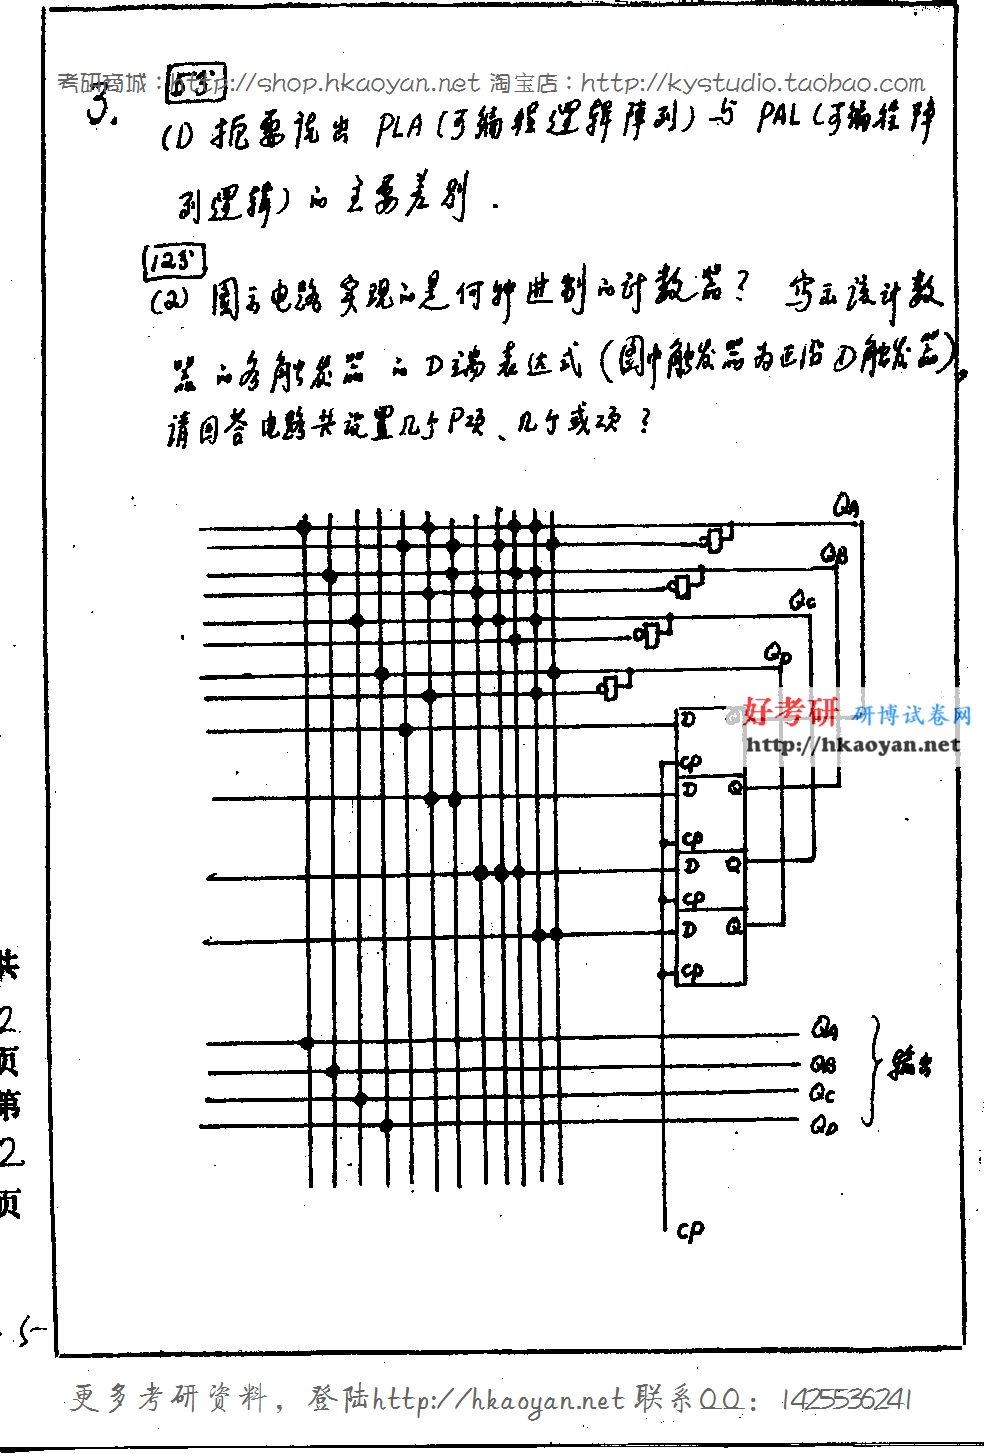 考研商城：http://shop.hkaoyan.net 淘宝店：http://kystudio.taobao.com
5分
3.
(1) 扼要说出 PLA (可编程逻辑阵列) 与 PAL (可编程阵
列逻辑) 的主要差别.
12分
(2) 图示电路实现的是何种进制的计数器? 写出该计数
器的各触发器的D端表达式 (图中触发器为正沿D触发器),
请回答电路共设置几个P项、几个或项?
QA
QB
QC
QD
D Q
好考研 研博试卷网
http://hkaoyan.net
CP
D Q
CP
D Q
CP
D Q
CP
QA
QB
QC
QD
输出
CP
共
2
页
第
2
页
5
更多考研资料，登陆http://hkaoyan.net 联系QQ：1425536241